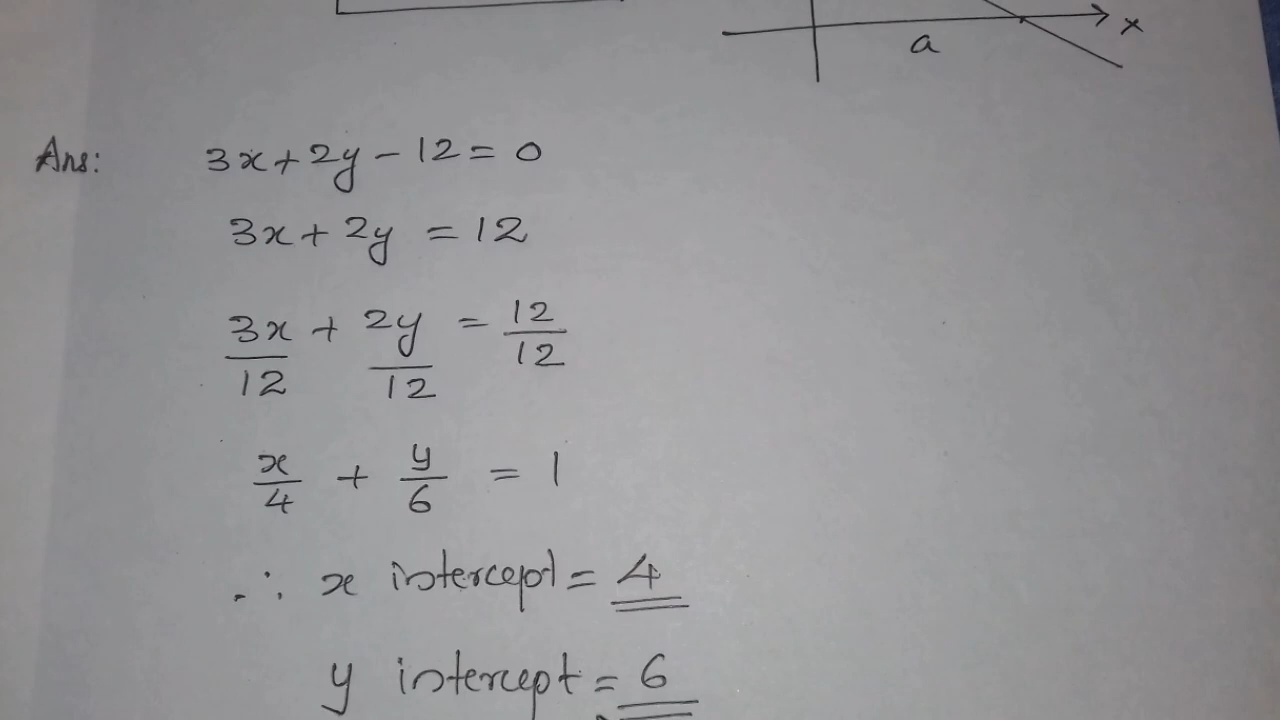 x
a
Ans: 3x + 2y - 12 = 0
3x + 2y = 12
3x/12 + 2y/12 = 12/12
x/4 + y/6 = 1
∴ x intercept = 4
y intercept = 6